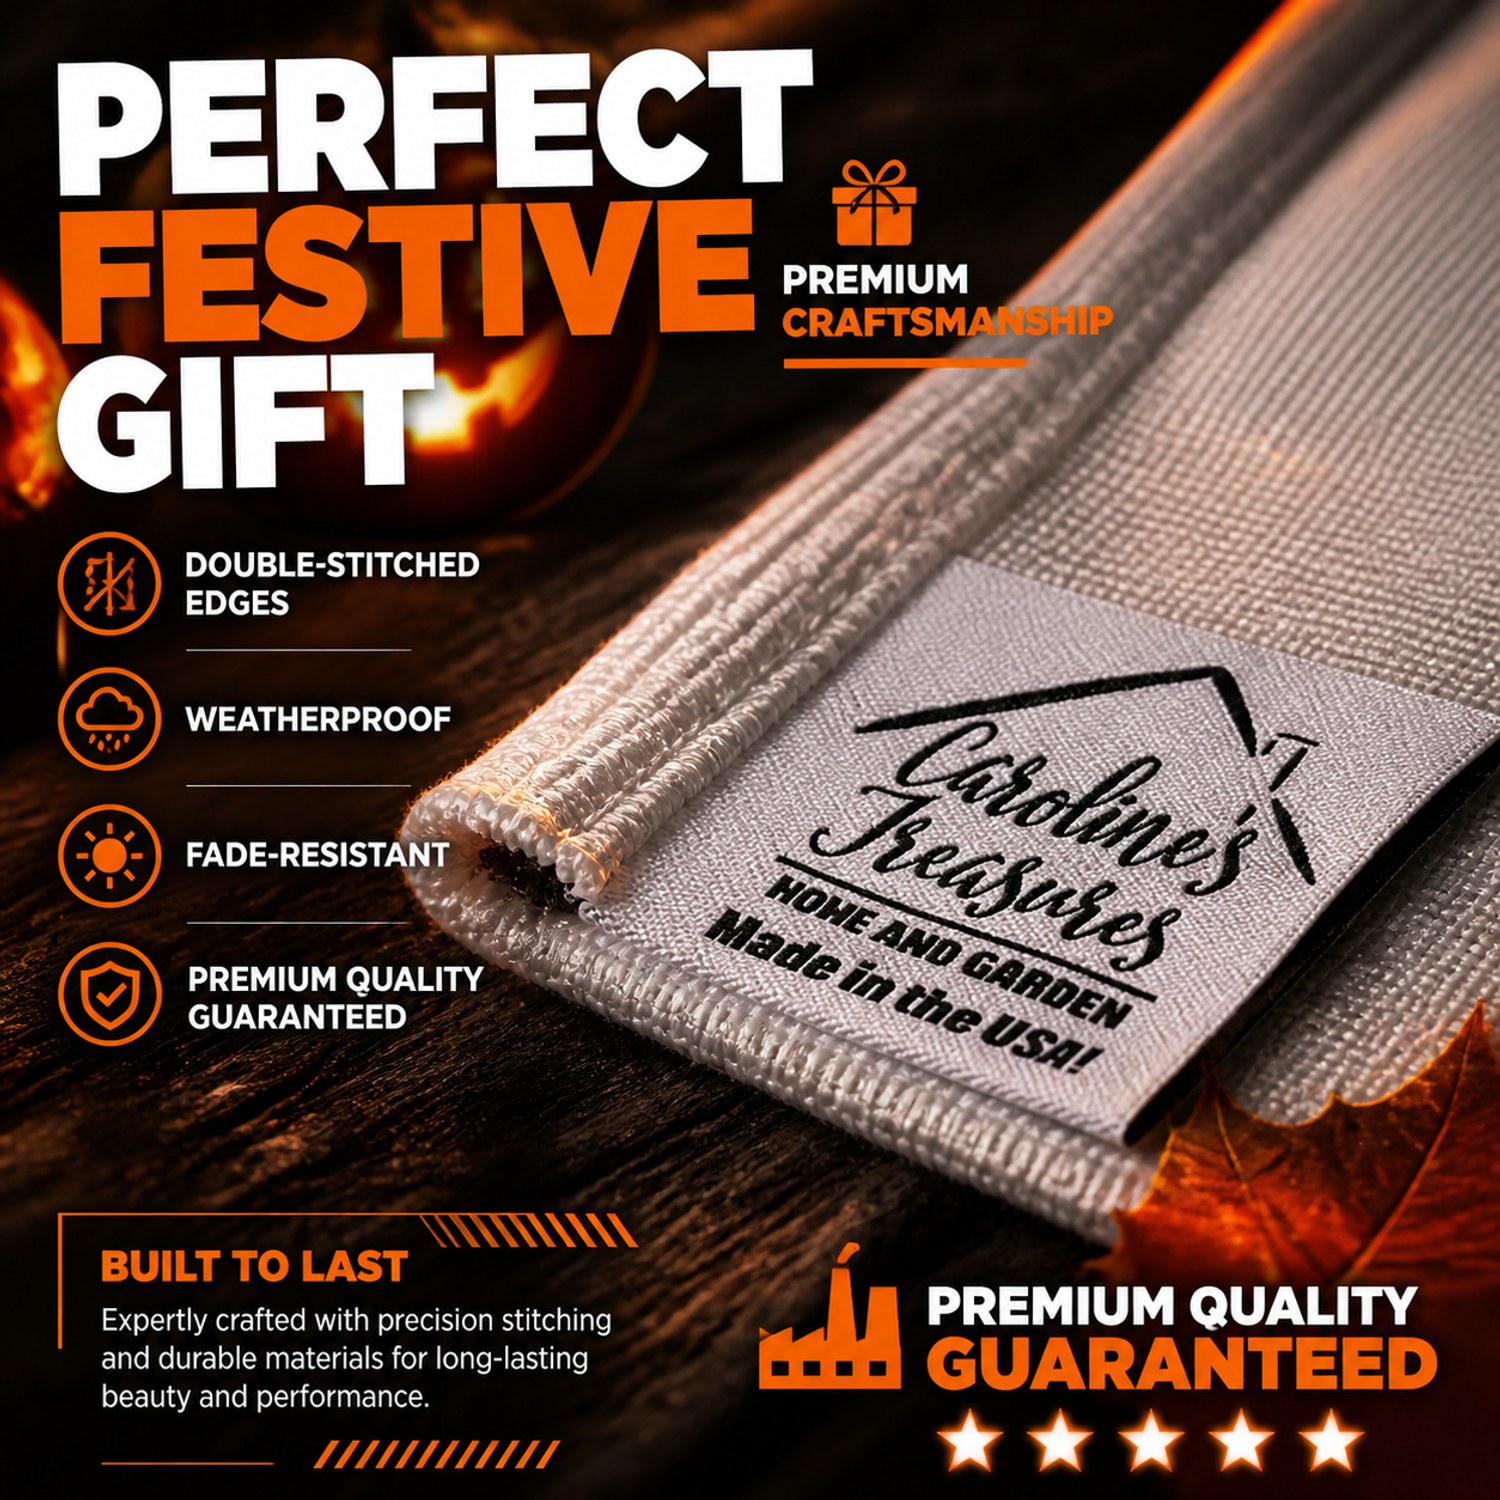 PERFECT
FESTIVE
GIFT
PREMIUM
CRAFTSMANSHIP
DOUBLE-STITCHED
EDGES
WEATHERPROOF
FADE-RESISTANT
PREMIUM QUALITY
GUARANTEED
Caroline's
Treasures
HOME AND GARDEN
Made in the USA!
BUILT TO LAST
Expertly crafted with precision stitching
and durable materials for long-lasting
beauty and performance.
PREMIUM QUALITY
GUARANTEED